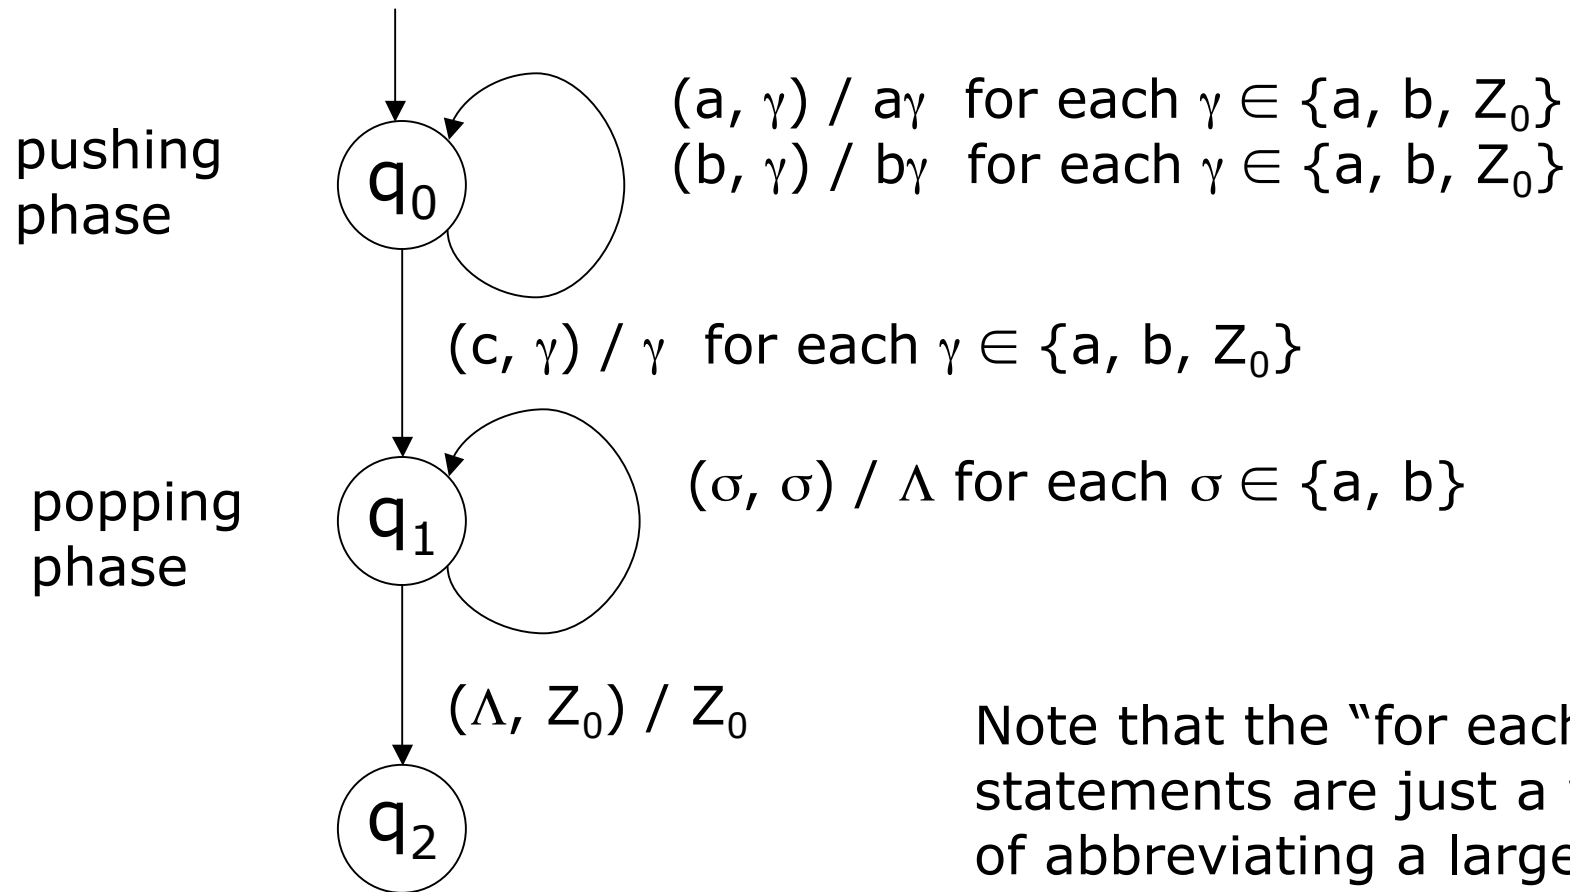 (a, γ) / aγ for each γ ∈ {a, b, Z₀}
pushing
(b, γ) / bγ for each γ ∈ {a, b, Z₀}
phase
q₀
(c, γ) / γ for each γ ∈ {a, b, Z₀}
popping
phase
q₁
(σ, σ) / Λ for each σ ∈ {a, b}
(Λ, Z₀) / Z₀
q₂
Note that the “for each
statements are just a
of abbreviating a large